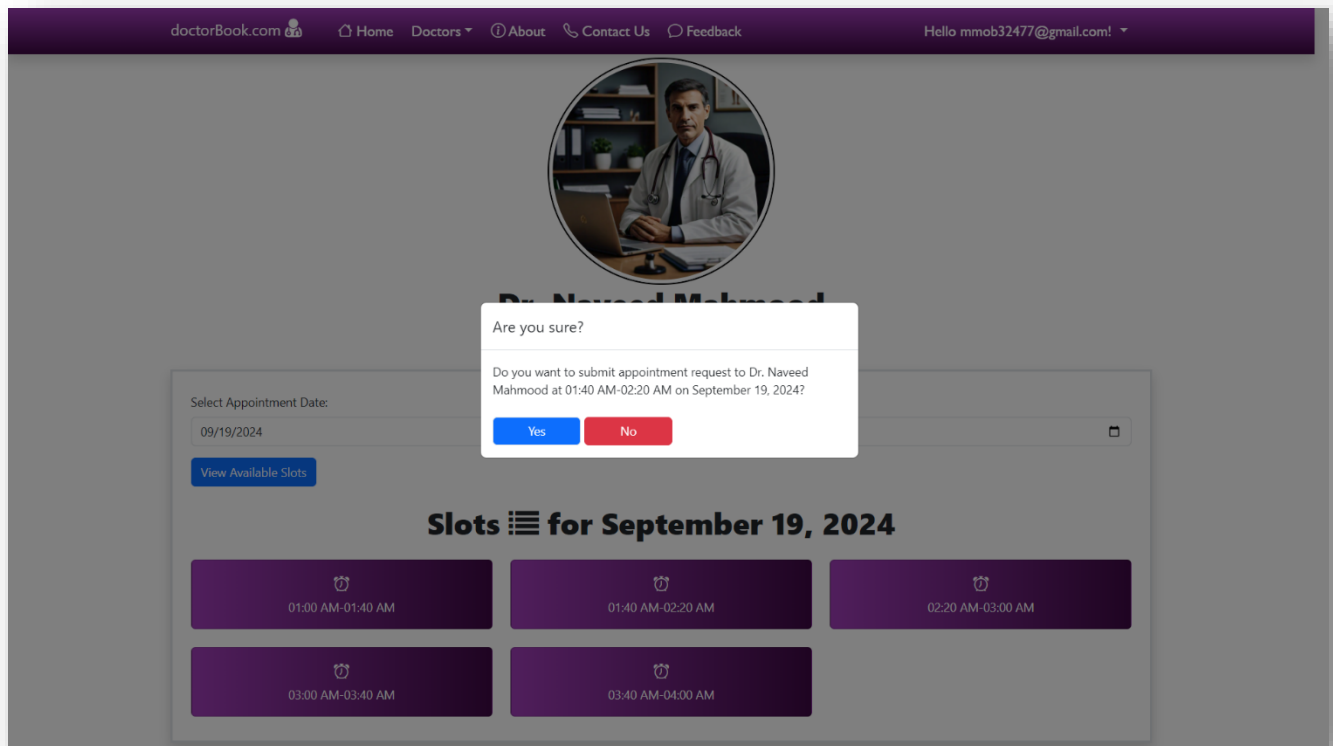 doctorBook.com Home Doctors About Contact Us Feedback Hello mmob32477@gmail.com!
Dr. Naveed Mahmood
Are you sure?
Do you want to submit appointment request to Dr. Naveed
Mahmood at 01:40 AM-02:20 AM on September 19, 2024?
Yes No
Select Appointment Date:
09/19/2024
View Available Slots
Slots for September 19, 2024
01:00 AM-01:40 AM 01:40 AM-02:20 AM 02:20 AM-03:00 AM
03:00 AM-03:40 AM 03:40 AM-04:00 AM